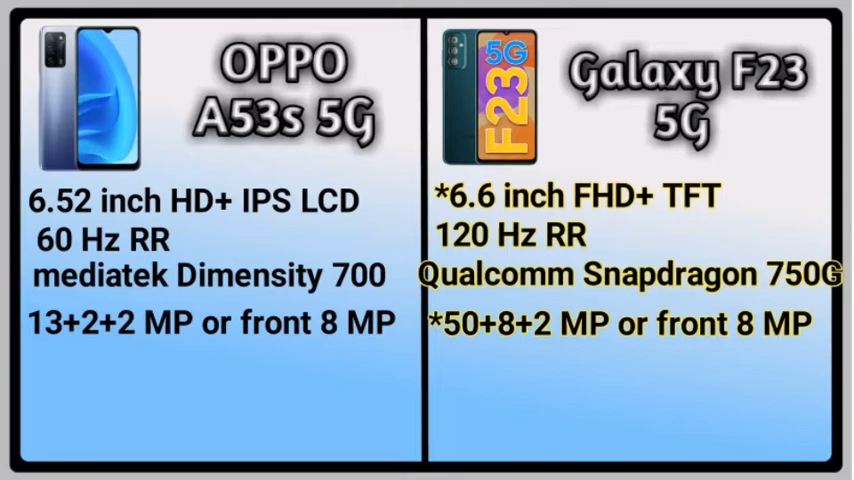 OPPO
A53s 5G
6.52 inch HD+ IPS LCD
60 Hz RR
mediatek Dimensity 700
13+2+2 MP or front 8 MP
5G
F23
Galaxy F23
5G
*6.6 inch FHD+ TFT
120 Hz RR
Qualcomm Snapdragon 750G
*50+8+2 MP or front 8 MP